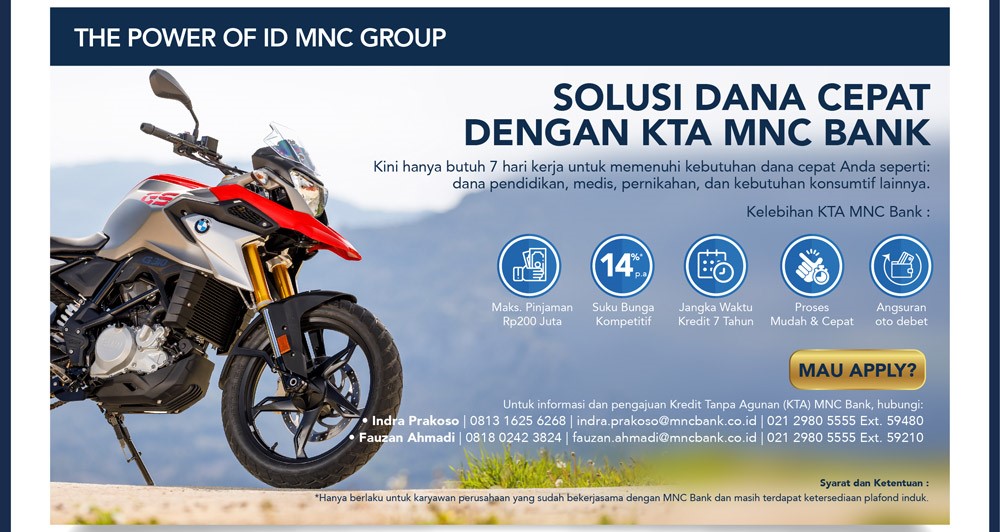 THE POWER OF ID MNC GROUP
SOLUSI DANA CEPAT
DENGAN KTA MNC BANK
Kini hanya butuh 7 hari kerja untuk memenuhi kebutuhan dana cepat Anda seperti:
dana pendidikan, medis, pernikahan, dan kebutuhan konsumtif lainnya.
Kelebihan KTA MNC Bank :
14%* p.a
Maks. Pinjaman
Rp200 Juta
Suku Bunga
Kompetitif
Jangka Waktu
Kredit 7 Tahun
Proses
Mudah & Cepat
Angsuran
oto debet
MAU APPLY?
Untuk informasi dan pengajuan Kredit Tanpa Agunan (KTA) MNC Bank, hubungi:
• Indra Prakoso | 0813 1625 6268 | indra.prakoso@mncbank.co.id | 021 2980 5555 Ext. 59480
• Fauzan Ahmadi | 0818 0242 3824 | fauzan.ahmadi@mncbank.co.id | 021 2980 5555 Ext. 59210
Syarat dan Ketentuan :
*Hanya berlaku untuk karyawan perusahaan yang sudah bekerjasama dengan MNC Bank dan masih terdapat ketersediaan plafond induk.
GS
BMW